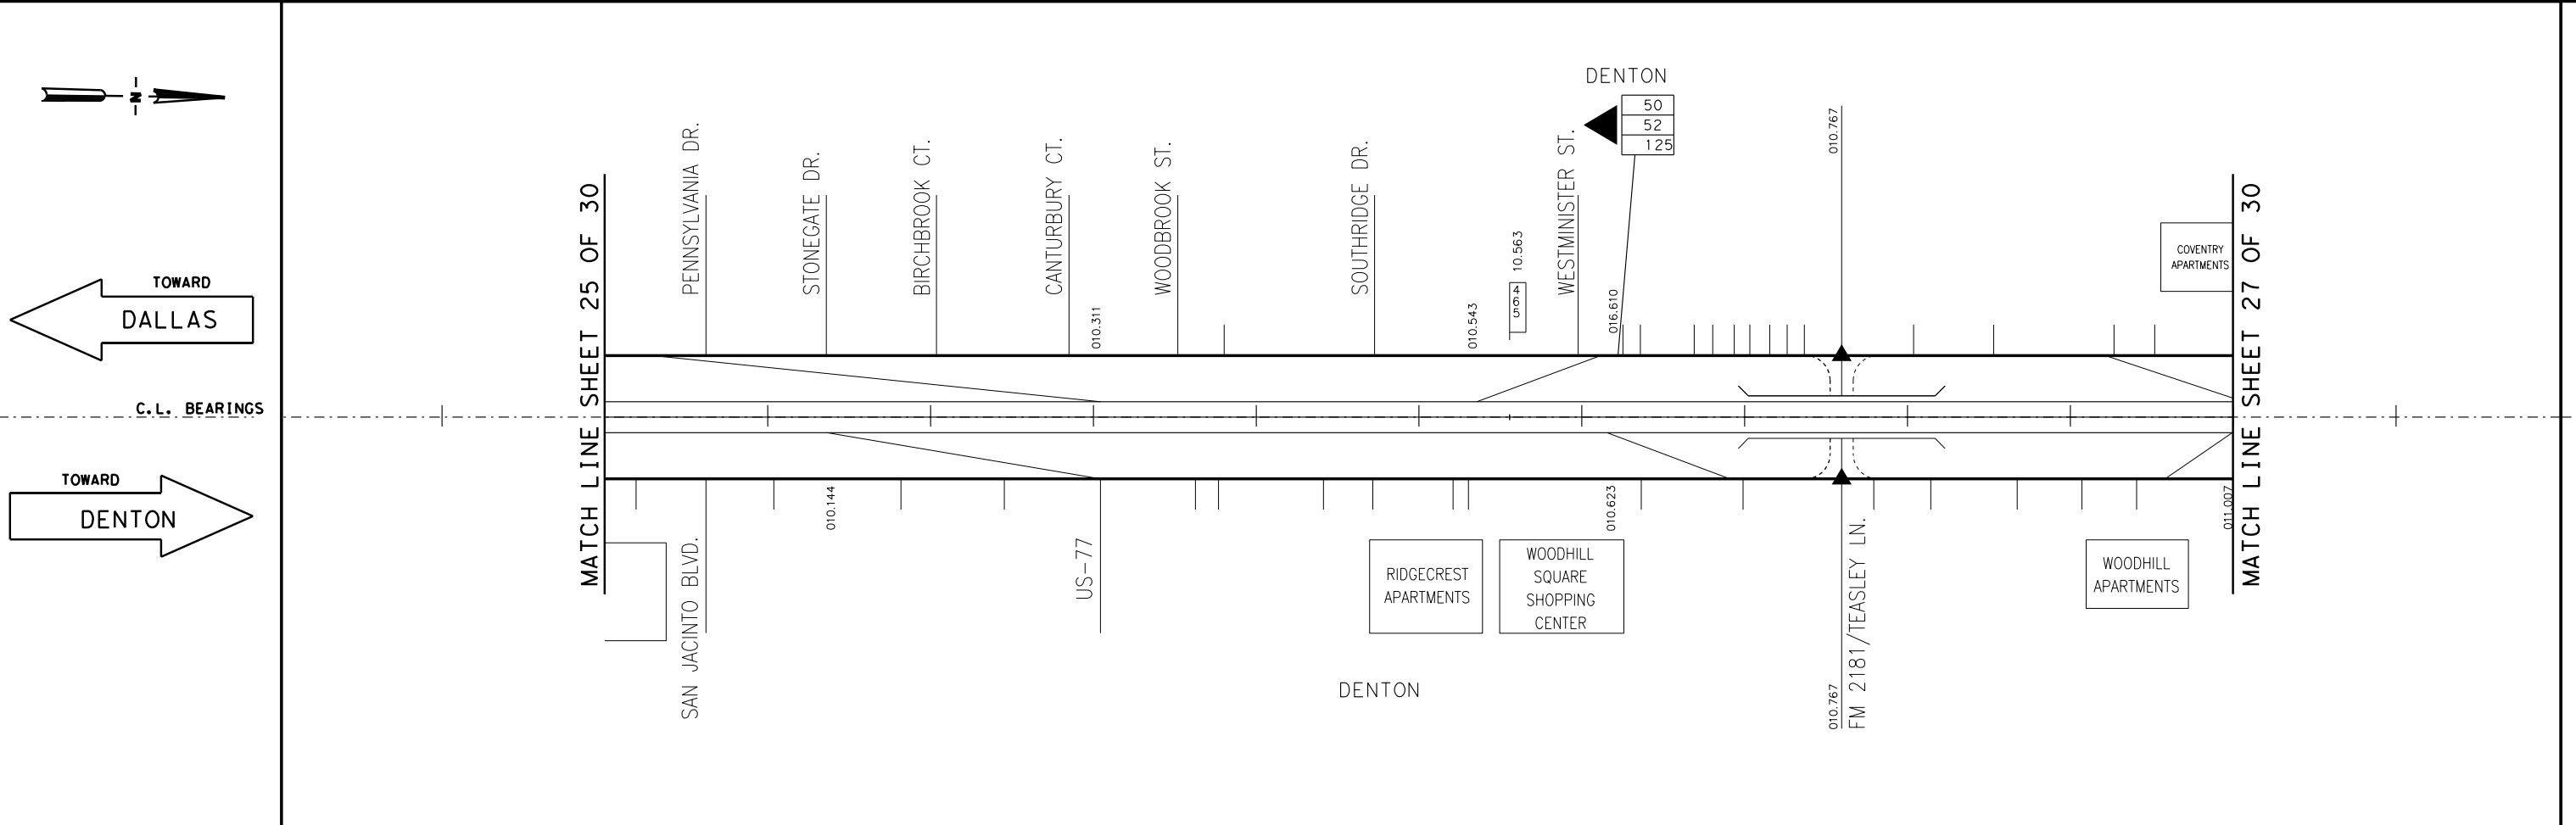 N
TOWARD
DALLAS
C.L. BEARINGS
TOWARD
DENTON
MATCH LINE SHEET 25 OF 30
PENNSYLVANIA DR.
STONEGATE DR.
BIRCHBROOK CT.
CANTURBURY CT.
010.311
WOODBROOK ST.
SOUTHRIDGE DR.
010.543
465
10.563
WESTMINISTER ST.
DENTON
50
52
125
016.610
010.767
COVENTRY
APARTMENTS
SAN JACINTO BLVD.
010.144
US-77
RIDGECREST
APARTMENTS
WOODHILL
SQUARE
SHOPPING
CENTER
010.623
DENTON
010.767
FM 2181/TEASLEY LN.
WOODHILL
APARTMENTS
011.007
MATCH LINE SHEET 27 OF 30